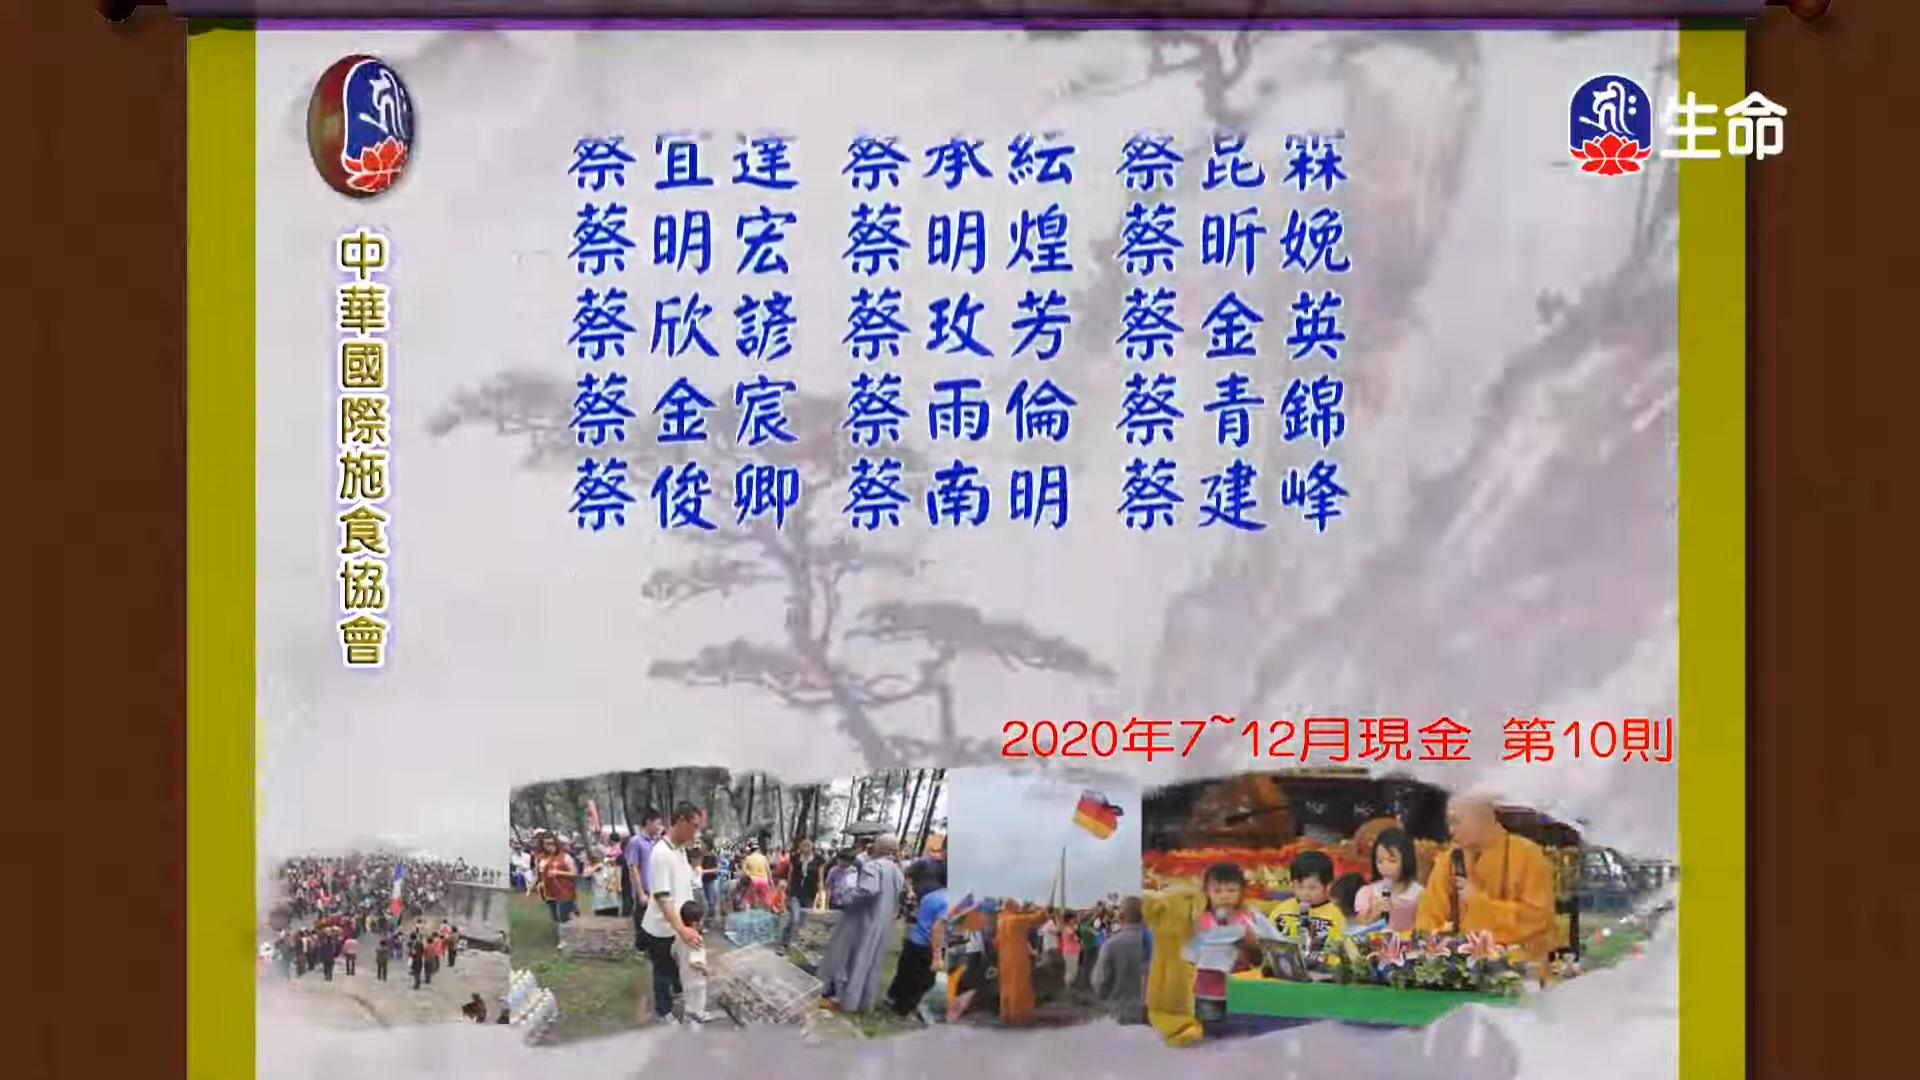 生命
中華國際施食協會
蔡宜達 蔡承紜 蔡昆霖
蔡明宏 蔡明煌 蔡昕娩
蔡欣諺 蔡玫芳 蔡金英
蔡金宸 蔡雨倫 蔡青錦
蔡俊卿 蔡南明 蔡建峰
2020年7~12月現金 第10則